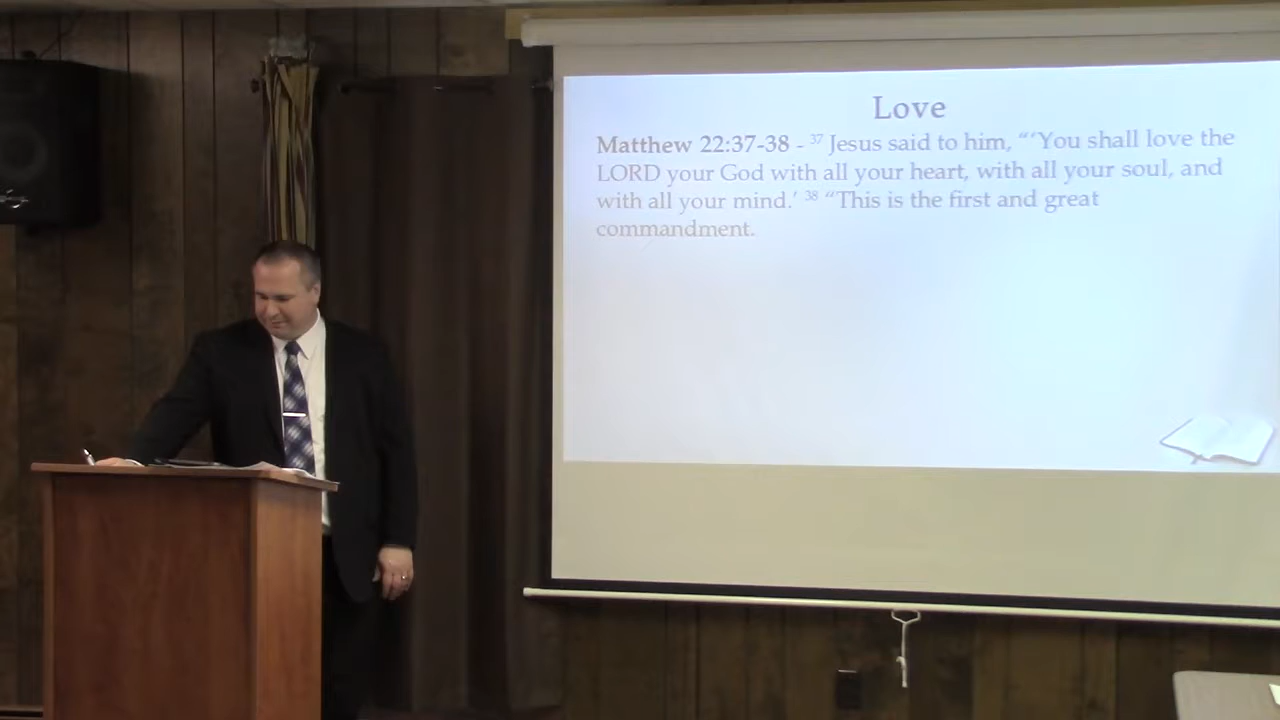 Love
Matthew 22:37-38 - 37 Jesus said to him, “‘You shall love the
LORD your God with all your heart, with all your soul, and
with all your mind.’ 38 “This is the first and great
commandment.